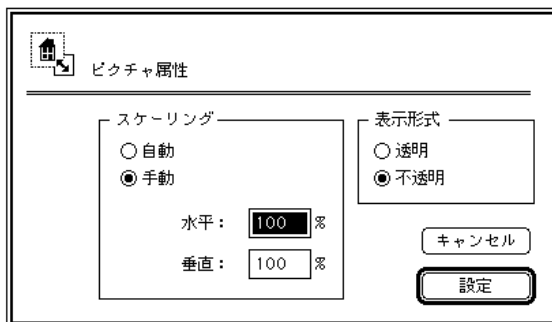 ピクチャ属性
スケーリング
自動
手動
水平： 100 %
垂直： 100 %
表示形式
透明
不透明
キャンセル
設定